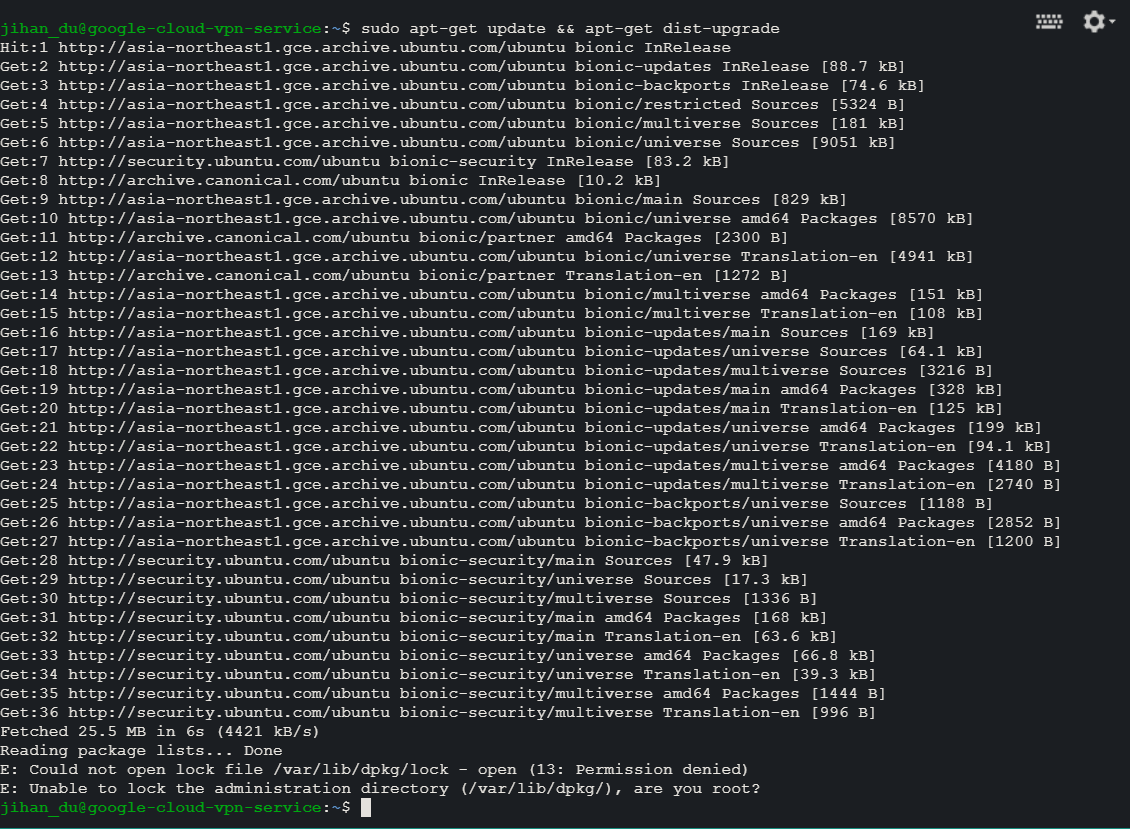 jihan_du@google-cloud-vpn-service:~$ sudo apt-get update && apt-get dist-upgrade
Hit:1 http://asia-northeast1.gce.archive.ubuntu.com/ubuntu bionic InRelease
Get:2 http://asia-northeast1.gce.archive.ubuntu.com/ubuntu bionic-updates InRelease [88.7 kB]
Get:3 http://asia-northeast1.gce.archive.ubuntu.com/ubuntu bionic-backports InRelease [74.6 kB]
Get:4 http://asia-northeast1.gce.archive.ubuntu.com/ubuntu bionic/restricted Sources [5324 B]
Get:5 http://asia-northeast1.gce.archive.ubuntu.com/ubuntu bionic/multiverse Sources [181 kB]
Get:6 http://asia-northeast1.gce.archive.ubuntu.com/ubuntu bionic/universe Sources [9051 kB]
Get:7 http://security.ubuntu.com/ubuntu bionic-security InRelease [83.2 kB]
Get:8 http://archive.canonical.com/ubuntu bionic InRelease [10.2 kB]
Get:9 http://asia-northeast1.gce.archive.ubuntu.com/ubuntu bionic/main Sources [829 kB]
Get:10 http://asia-northeast1.gce.archive.ubuntu.com/ubuntu bionic/universe amd64 Packages [8570 kB]
Get:11 http://archive.canonical.com/ubuntu bionic/partner amd64 Packages [2300 B]
Get:12 http://asia-northeast1.gce.archive.ubuntu.com/ubuntu bionic/universe Translation-en [4941 kB]
Get:13 http://archive.canonical.com/ubuntu bionic/partner Translation-en [1272 B]
Get:14 http://asia-northeast1.gce.archive.ubuntu.com/ubuntu bionic/multiverse amd64 Packages [151 kB]
Get:15 http://asia-northeast1.gce.archive.ubuntu.com/ubuntu bionic/multiverse Translation-en [108 kB]
Get:16 http://asia-northeast1.gce.archive.ubuntu.com/ubuntu bionic-updates/main Sources [169 kB]
Get:17 http://asia-northeast1.gce.archive.ubuntu.com/ubuntu bionic-updates/universe Sources [64.1 kB]
Get:18 http://asia-northeast1.gce.archive.ubuntu.com/ubuntu bionic-updates/multiverse Sources [3216 B]
Get:19 http://asia-northeast1.gce.archive.ubuntu.com/ubuntu bionic-updates/main amd64 Packages [328 kB]
Get:20 http://asia-northeast1.gce.archive.ubuntu.com/ubuntu bionic-updates/main Translation-en [125 kB]
Get:21 http://asia-northeast1.gce.archive.ubuntu.com/ubuntu bionic-updates/universe amd64 Packages [199 kB]
Get:22 http://asia-northeast1.gce.archive.ubuntu.com/ubuntu bionic-updates/universe Translation-en [94.1 kB]
Get:23 http://asia-northeast1.gce.archive.ubuntu.com/ubuntu bionic-updates/multiverse amd64 Packages [4180 B]
Get:24 http://asia-northeast1.gce.archive.ubuntu.com/ubuntu bionic-updates/multiverse Translation-en [2740 B]
Get:25 http://asia-northeast1.gce.archive.ubuntu.com/ubuntu bionic-backports/universe Sources [1188 B]
Get:26 http://asia-northeast1.gce.archive.ubuntu.com/ubuntu bionic-backports/universe amd64 Packages [2852 B]
Get:27 http://asia-northeast1.gce.archive.ubuntu.com/ubuntu bionic-backports/universe Translation-en [1200 B]
Get:28 http://security.ubuntu.com/ubuntu bionic-security/main Sources [47.9 kB]
Get:29 http://security.ubuntu.com/ubuntu bionic-security/universe Sources [17.3 kB]
Get:30 http://security.ubuntu.com/ubuntu bionic-security/multiverse Sources [1336 B]
Get:31 http://security.ubuntu.com/ubuntu bionic-security/main amd64 Packages [168 kB]
Get:32 http://security.ubuntu.com/ubuntu bionic-security/main Translation-en [63.6 kB]
Get:33 http://security.ubuntu.com/ubuntu bionic-security/universe amd64 Packages [66.8 kB]
Get:34 http://security.ubuntu.com/ubuntu bionic-security/universe Translation-en [39.3 kB]
Get:35 http://security.ubuntu.com/ubuntu bionic-security/multiverse amd64 Packages [1444 B]
Get:36 http://security.ubuntu.com/ubuntu bionic-security/multiverse Translation-en [996 B]
Fetched 25.5 MB in 6s (4421 kB/s)
Reading package lists... Done
E: Could not open lock file /var/lib/dpkg/lock - open (13: Permission denied)
E: Unable to lock the administration directory (/var/lib/dpkg/), are you root?
jihan_du@google-cloud-vpn-service:~$